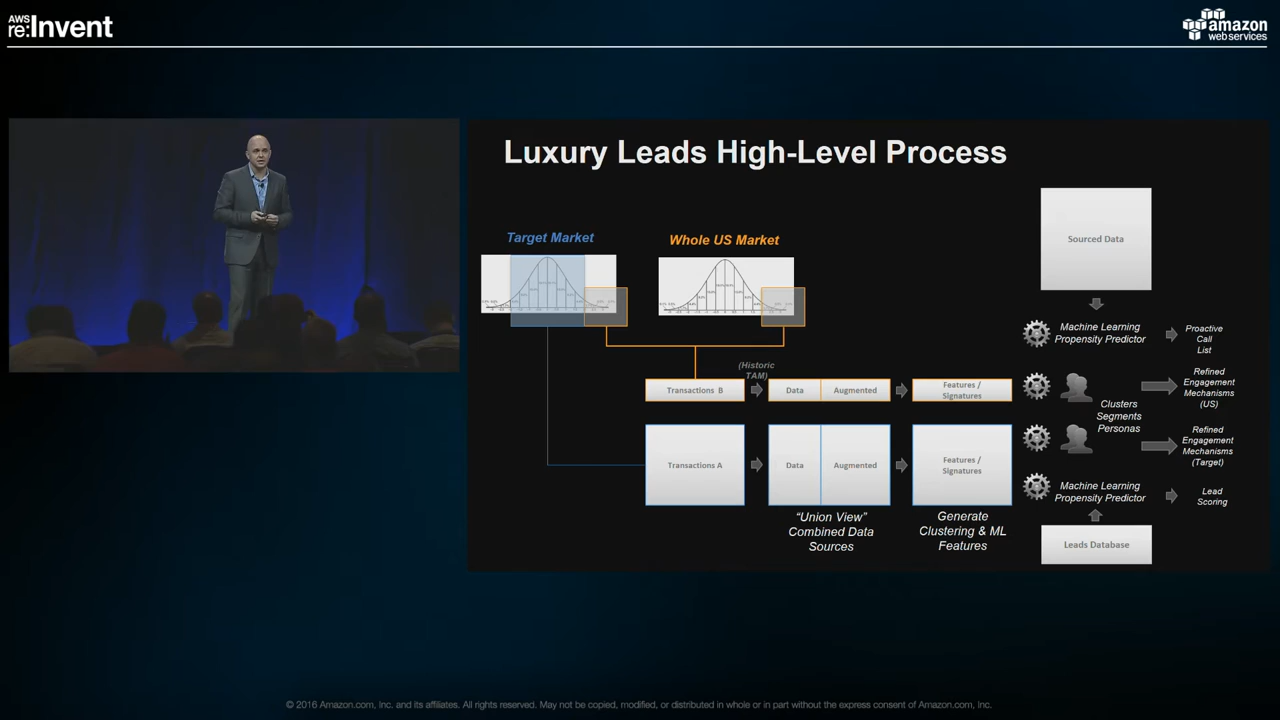 AWS
re:Invent
amazon
web services
Luxury Leads High-Level Process
Target Market
Whole US Market
Sourced Data
Machine Learning
Propensity Predictor
Proactive
Call
List
(Historic
TAM)
Transactions B
Data
Augmented
Features /
Signatures
Clusters
Segments
Personas
Refined
Engagement
Mechanisms
(US)
Refined
Engagement
Mechanisms
(Target)
Transactions A
Data
Augmented
Features /
Signatures
Machine Learning
Propensity Predictor
Lead
Scoring
“Union View”
Combined Data
Sources
Generate
Clustering & ML
Features
Leads Database
© 2016 Amazon.com, Inc. and its affiliates. All rights reserved. May not be copied, modified, or distributed in whole or in part without the express consent of Amazon.com, Inc.